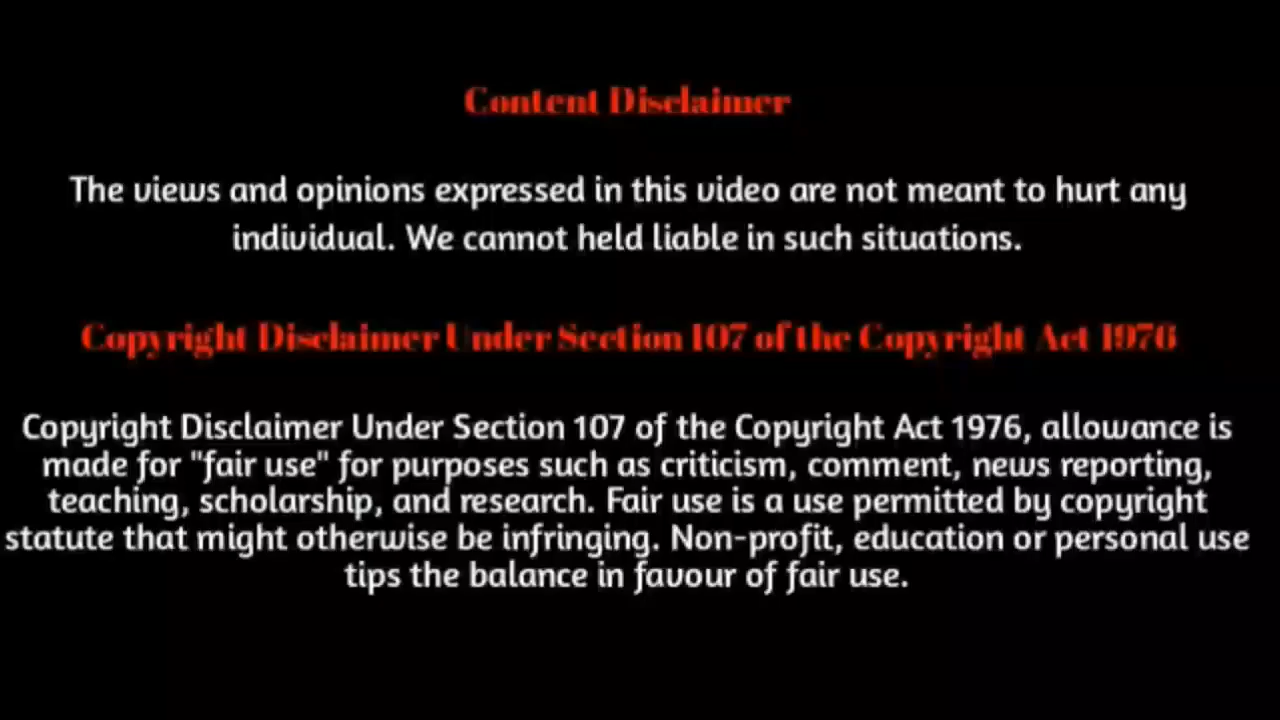 Content Disclaimer
The views and opinions expressed in this video are not meant to hurt any
individual. We cannot held liable in such situations.
Copyright Disclaimer Under Section 107 of the Copyright Act 1976
Copyright Disclaimer Under Section 107 of the Copyright Act 1976, allowance is
made for "fair use" for purposes such as criticism, comment, news reporting,
teaching, scholarship, and research. Fair use is a use permitted by copyright
statute that might otherwise be infringing. Non-profit, education or personal use
tips the balance in favour of fair use.